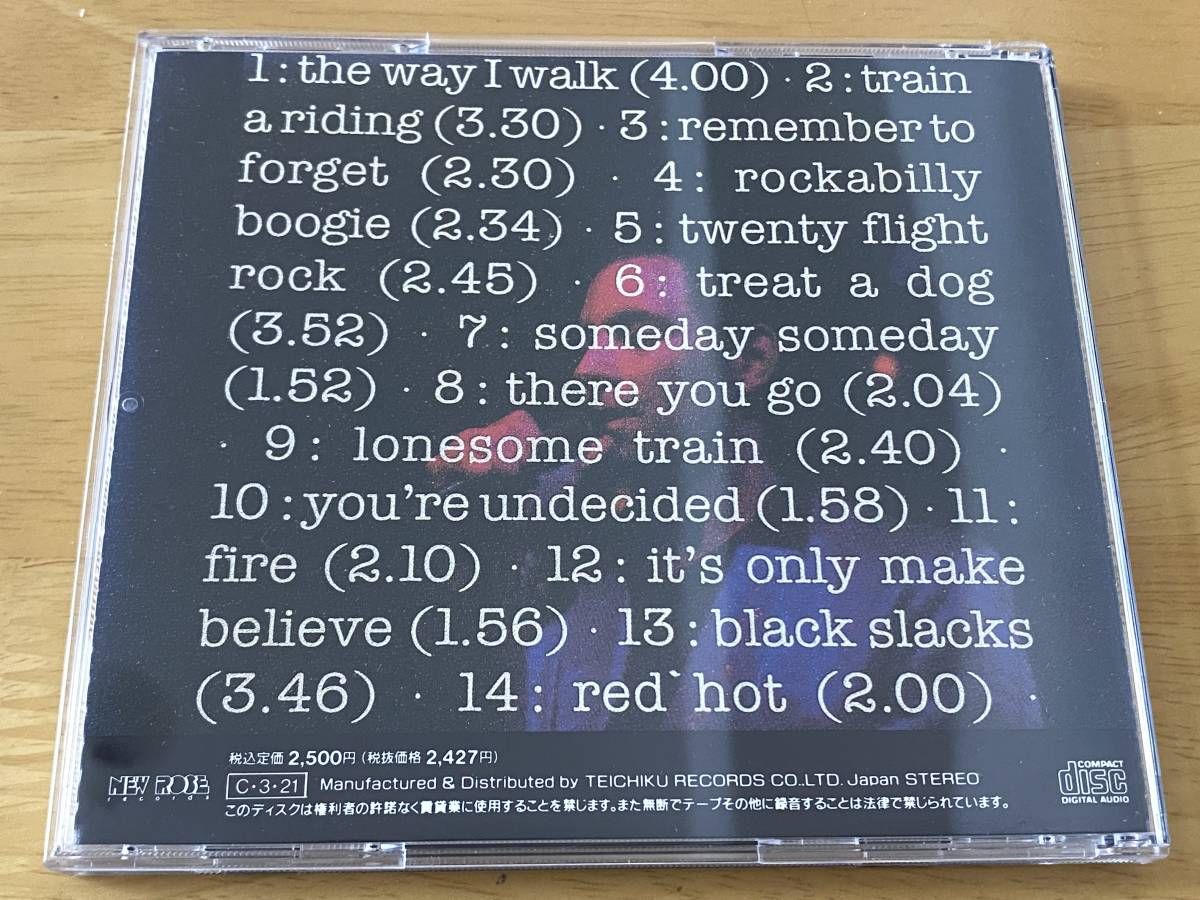 1:the way I walk (4.00) · 2:train
a riding (3.30) · 3:remember to
forget (2.30) · 4: rockabilly
boogie (2.34) · 5:twenty flight
rock (2.45) · 6: treat a dog
(3.52) · 7: someday someday
(1.52) · 8:there you go (2.04)
· 9: lonesome train (2.40) ·
10:you're undecided (1.58) · 11:
fire (2.10) · 12: it's only make
believe (1.56) · 13:black slacks
(3.46) · 14: red hot (2.00) ·
税込定価 2,500円 (税抜価格 2,427円)
NEW ROSE
records
C・3・21 Manufactured & Distributed by TEICHIKU RECORDS CO.,LTD. Japan STEREO
このディスクは権利者の許諾なく賃貸業に使用することを禁じます。また無断でテープその他に録音することは法律で禁じられています。
COMPACT
disc
DIGITAL AUDIO